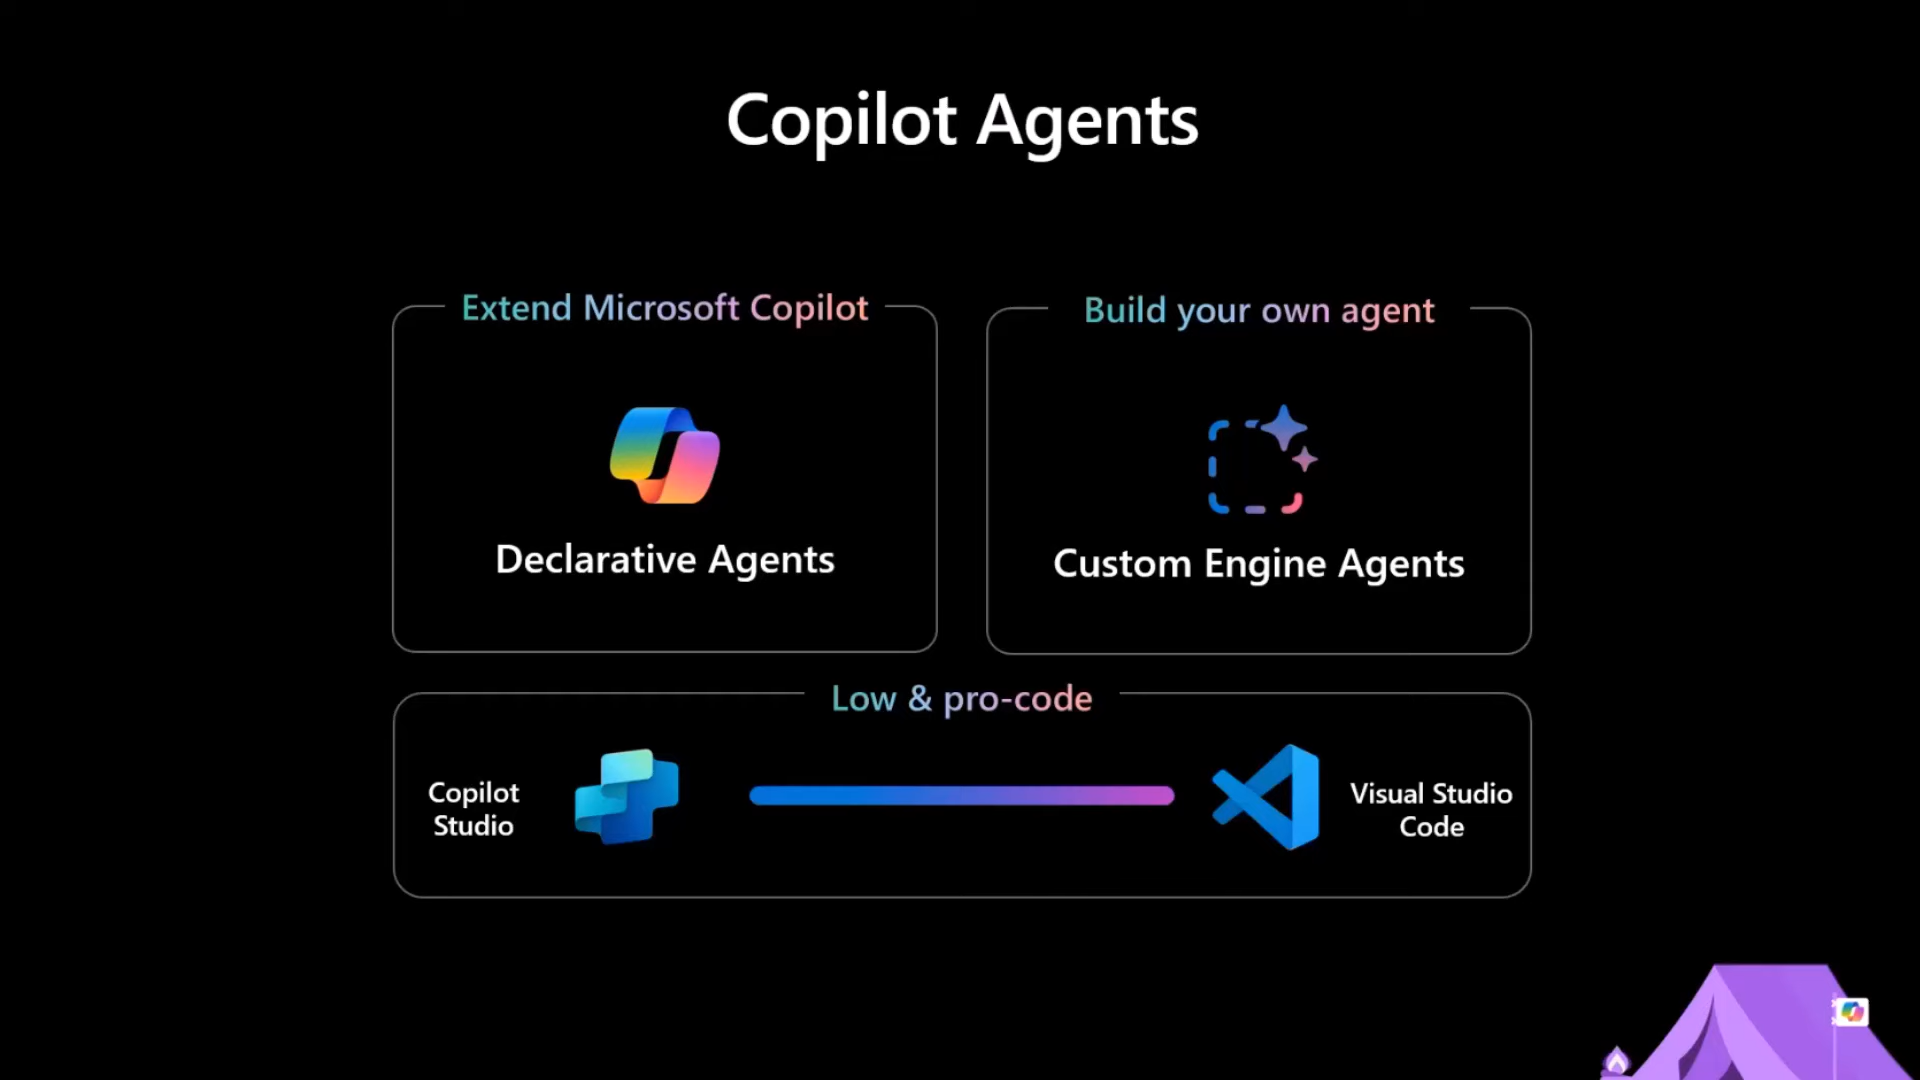 Copilot Agents
Extend Microsoft Copilot
Declarative Agents
Build your own agent
Custom Engine Agents
Low & pro-code
Copilot
Studio
Visual Studio
Code